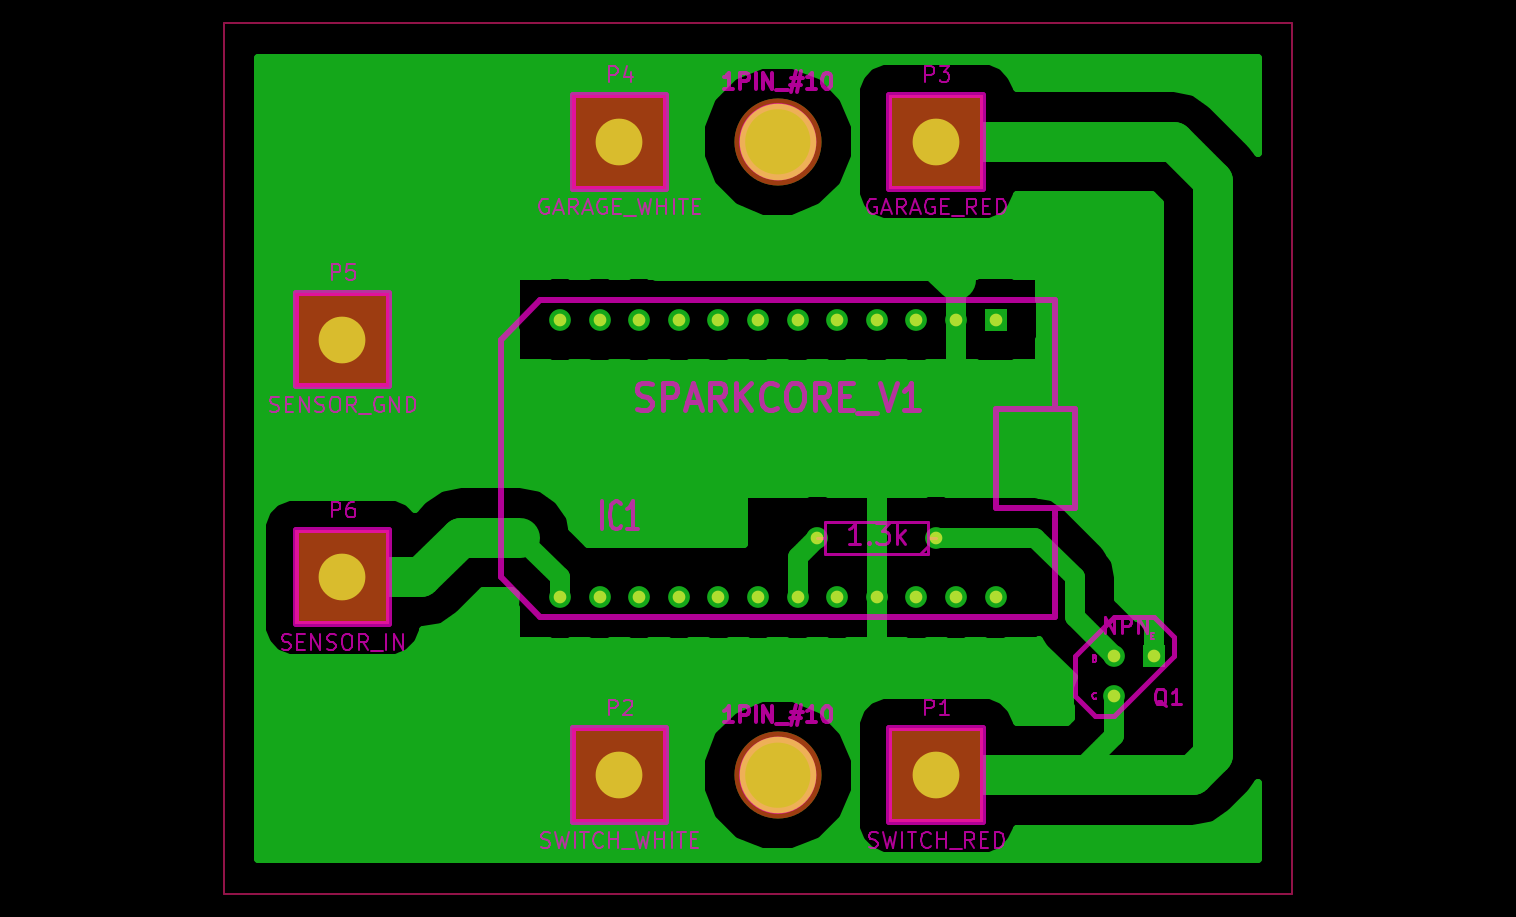 P4
1PIN_#10
P3
GARAGE_WHITE
GARAGE_RED
P5
SENSOR_GND
SPARKCORE_V1
IC1
P6
1.3k
SENSOR_IN
NPN
B
C
Q1
P2
1PIN_#10
P1
SWITCH_WHITE
SWITCH_RED